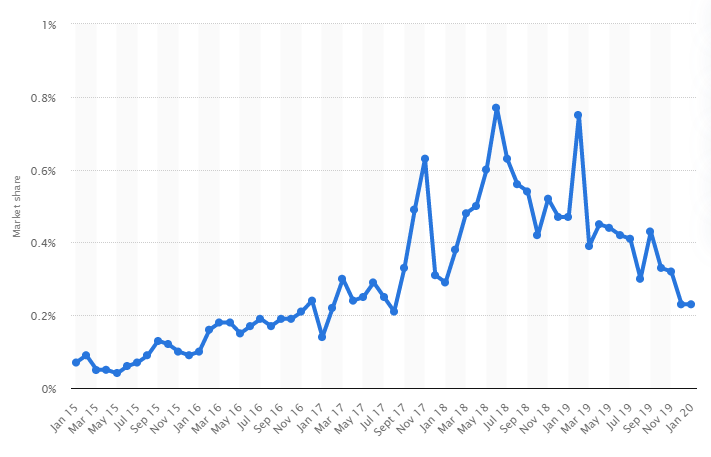 1%
0.8%
0.6%
0.4%
0.2%
0%
Market share
Jan 15
Mar 15
May 15
Jul 15
Sep 15
Nov 15
Jan 16
Mar 16
May 16
Jul 16
Sep 16
Nov 16
Jan 17
Mar 17
May 17
Jul 17
Sept 17
Nov 17
Jan 18
Mar 18
May 18
Jul 18
Sep 18
Nov 18
Jan 19
Mar 19
May 19
Jul 19
Sep 19
Nov 19
Jan 20